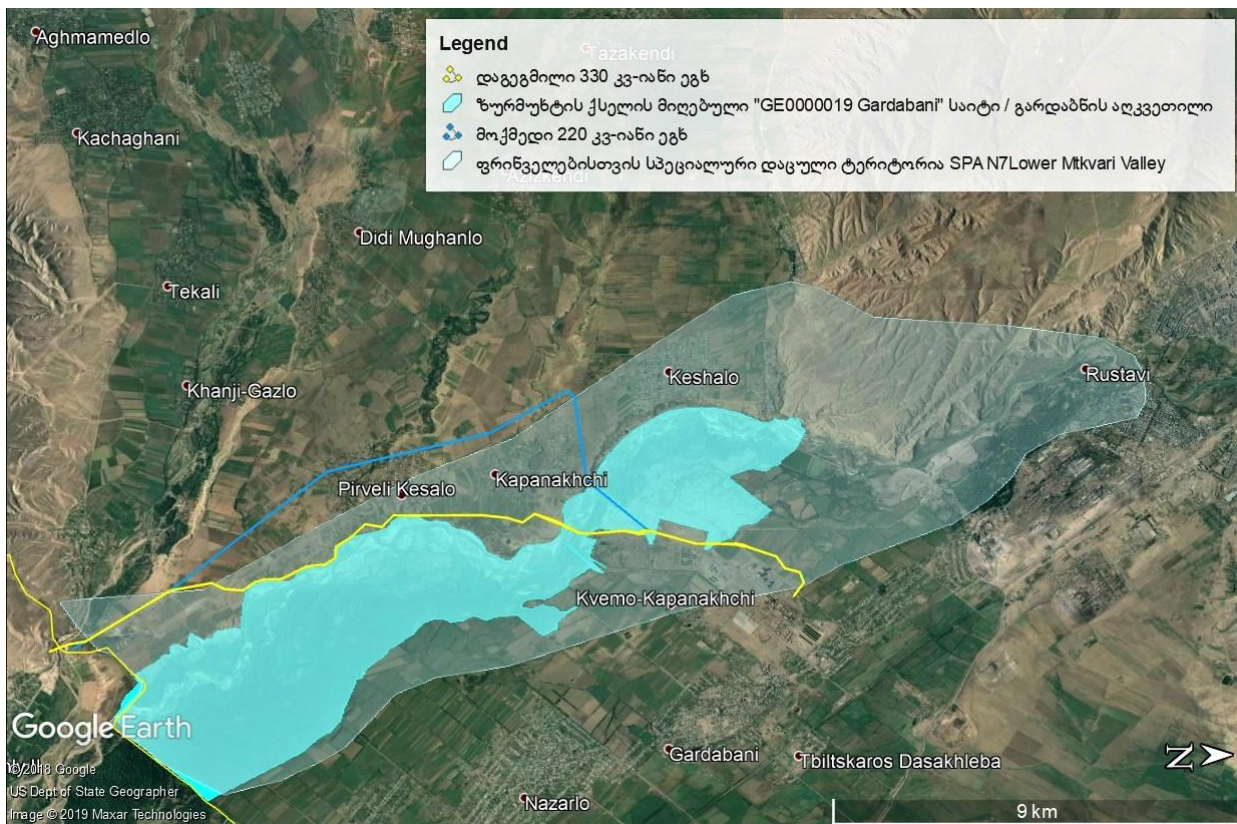 Aghmamedlo
Legend
Tazakendi
დაგეგმილი 330 კვ-იანი ეგხ
ზურმუხტის ქსელის მიღებული "GE0000019 Gardabani" საიტი / გარდაბნის აღკვეთილი
Kachaghani
მოქმედი 220 კვ-იანი ეგხ
ფრინველებისთვის სპეციალური დაცული ტერიტორია SPA N7Lower Mtkvari Valley
Azizkendi
Didi Mughanlo
Tekali
Khanji-Gazlo
Keshalo
Rustavi
Pirveli Kesalo
Kapanakhchi
Kvemo-Kapanakhchi
Google Earth
Gardabani
Tbiltskaros Dasakhleba
© 2018 Google
US Dept of State Geographer
Image © 2019 Maxar Technologies
Nazarlo
N
9 km